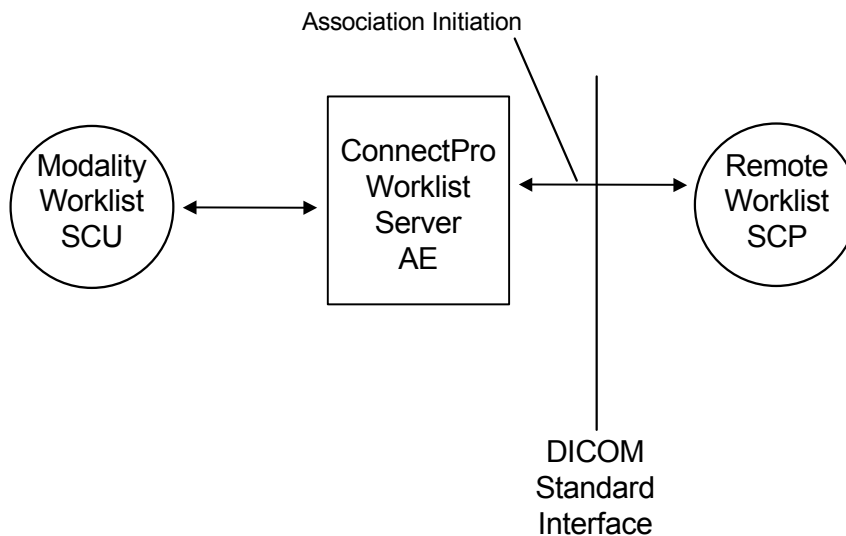 Association Initiation
Modality
Worklist
SCU
ConnectPro
Worklist
Server
AE
Remote
Worklist
SCP
DICOM
Standard
Interface